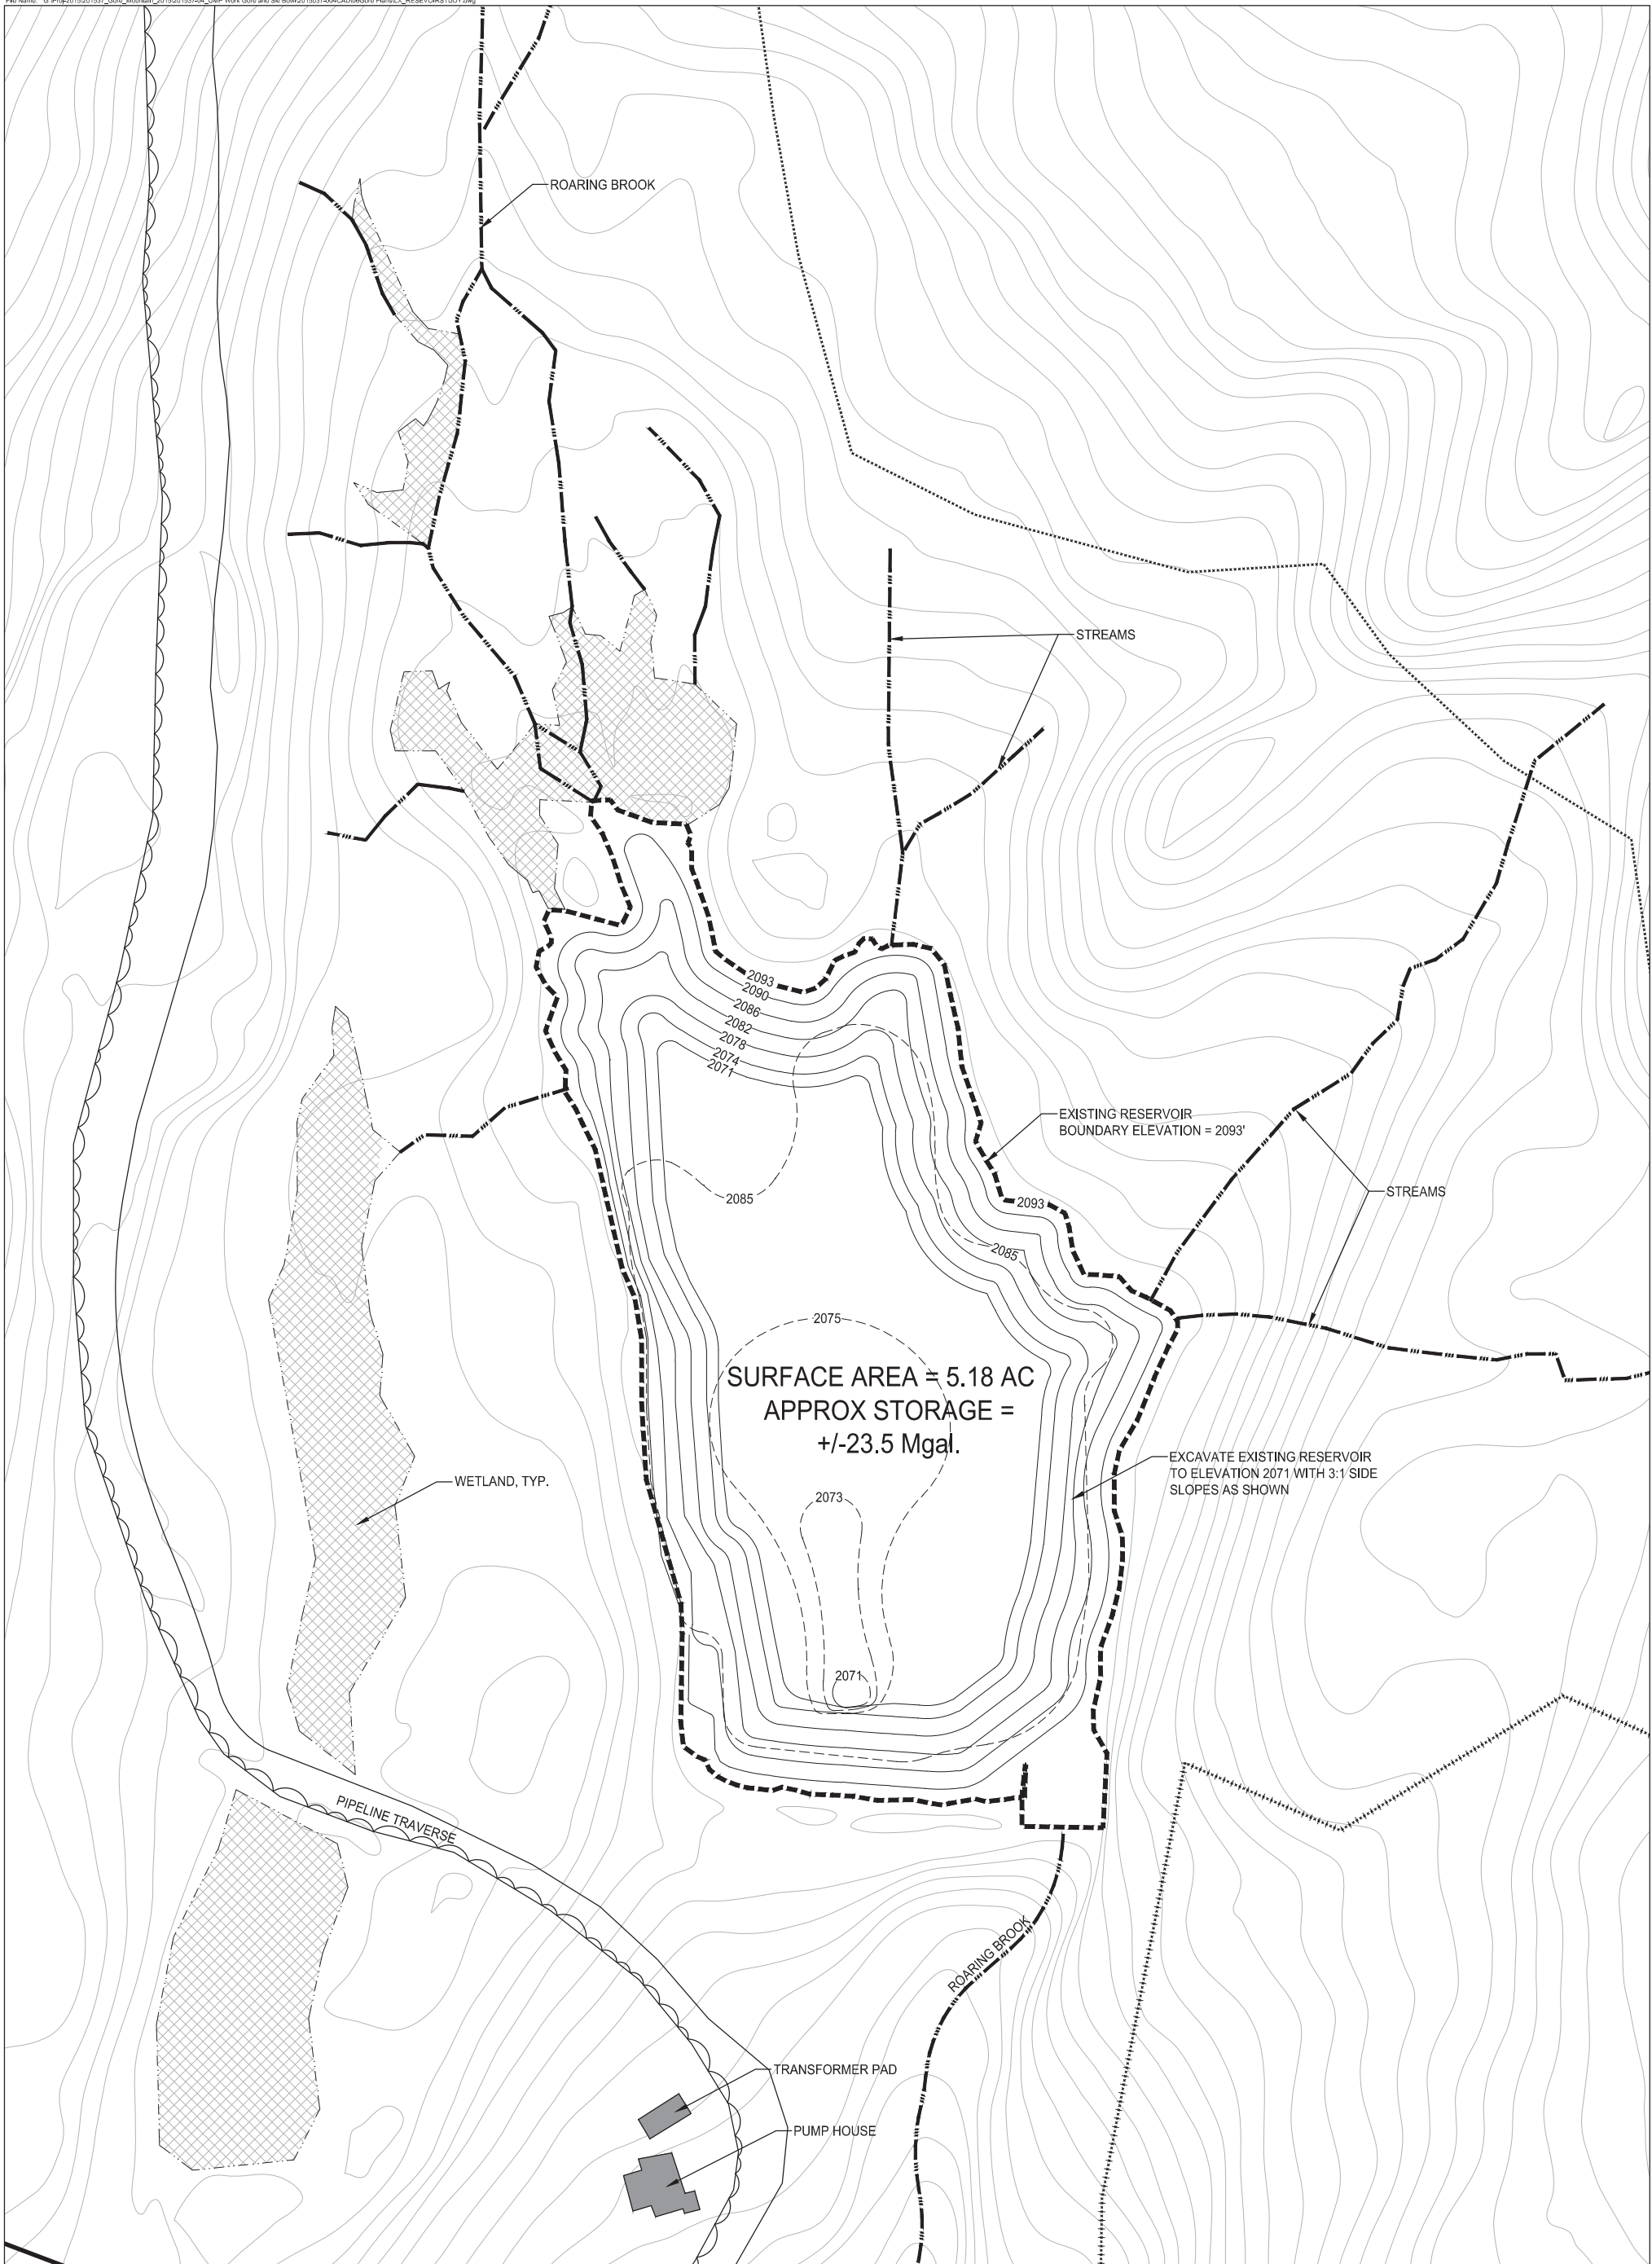 ROARING BROOK
STREAMS
2093
2090
2086
2082
2078
2074
2071
EXISTING RESERVOIR
BOUNDARY ELEVATION = 2093'
2085
2093
STREAMS
2085
2075
SURFACE AREA = 5.18 AC
APPROX STORAGE =
+/-23.5 Mgal.
EXCAVATE EXISTING RESERVOIR
TO ELEVATION 2071 WITH 3:1 SIDE
SLOPES AS SHOWN
WETLAND, TYP.
2073
2071
PIPELINE TRAVERSE
ROARING BROOK
TRANSFORMER PAD
PUMP HOUSE